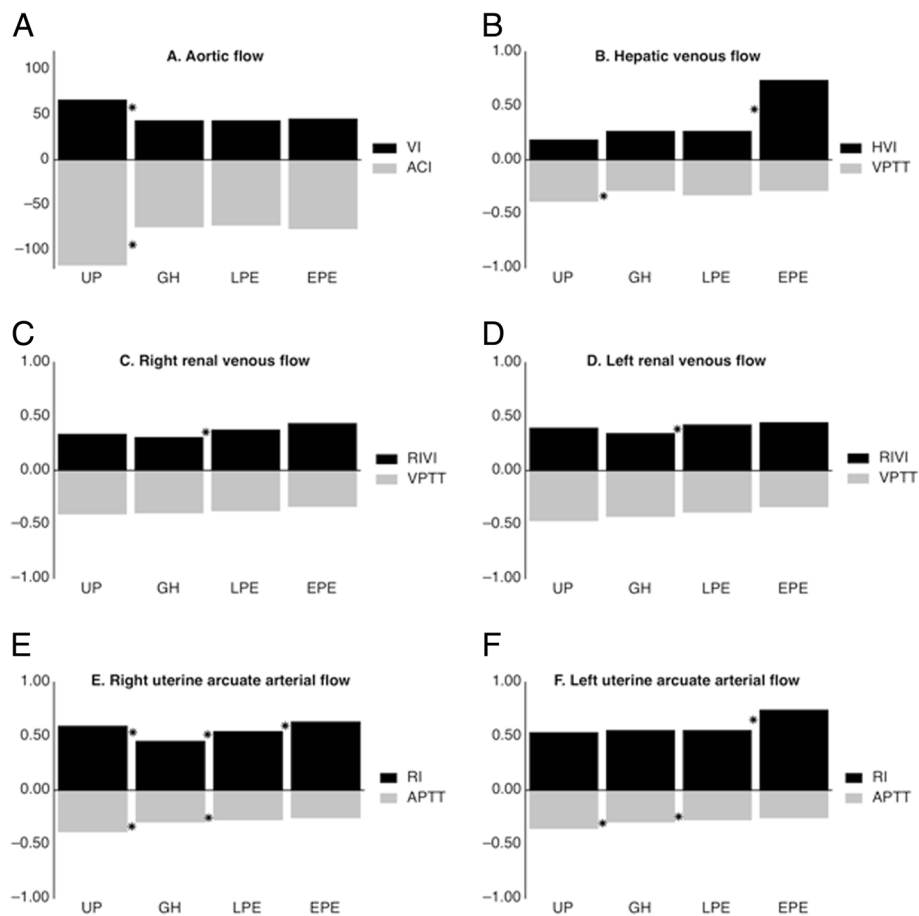 A
A. Aortic flow
100
50
0
−50
−100
UP GH LPE EPE
VI
ACI
B
B. Hepatic venous flow
1.00
0.50
0.00
−0.50
−1.00
UP GH LPE EPE
HVI
VPTT
C
C. Right renal venous flow
1.00
0.50
0.00
−0.50
−1.00
UP GH LPE EPE
RIVI
VPTT
D
D. Left renal venous flow
1.00
0.50
0.00
−0.50
−1.00
UP GH LPE EPE
RIVI
VPTT
E
E. Right uterine arcuate arterial flow
1.00
0.50
0.00
−0.50
−1.00
UP GH LPE EPE
RI
APTT
F
F. Left uterine arcuate arterial flow
1.00
0.50
0.00
−0.50
−1.00
UP GH LPE EPE
RI
APTT